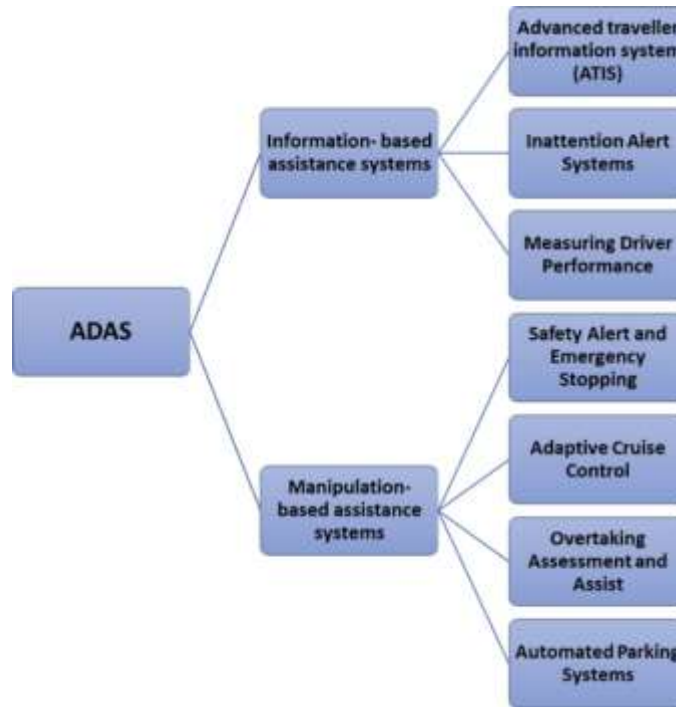 Advanced traveller
information system
(ATIS)
Information- based
assistance systems
Inattention Alert
Systems
Measuring Driver
Performance
ADAS
Safety Alert and
Emergency
Stopping
Manipulation-
based assistance
systems
Adaptive Cruise
Control
Overtaking
Assessment and
Assist
Automated Parking
Systems